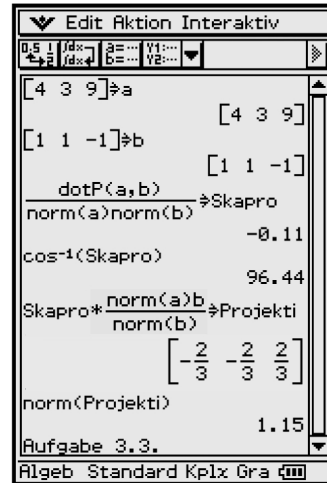 Edit Aktion Interaktiv
[4 3 9]⇒a
[4 3 9]
[1 1 -1]⇒b
[1 1 -1]
dotP(a,b)
norm(a)norm(b) ⇒Skapro
-0.11
cos⁻¹(Skapro)
96.44
Skapro*norm(a)b/norm(b)⇒Projekti
[-2/3 -2/3 2/3]
norm(Projekti)
1.15
Aufgabe 3.3.
Algeb Standard Kplx Gra